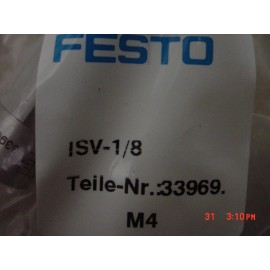 FESTO
ISV-1/8
Teile-Nr.:33969.
M4
31 3:10PM